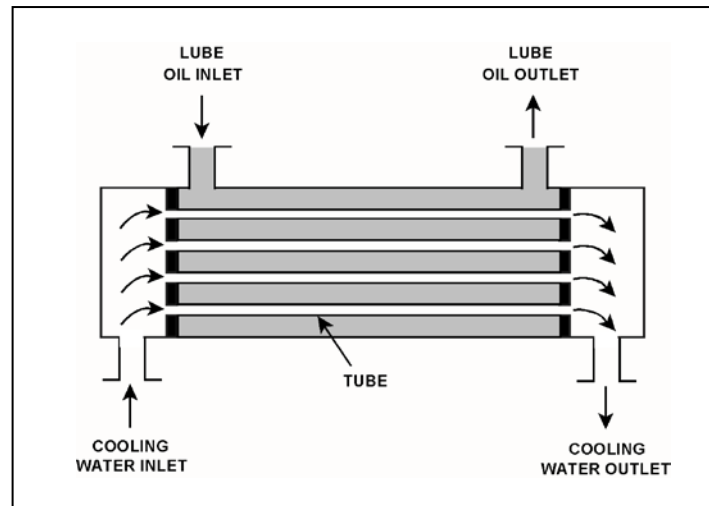 LUBE
OIL INLET
LUBE
OIL OUTLET
TUBE
COOLING
WATER INLET
COOLING
WATER OUTLET